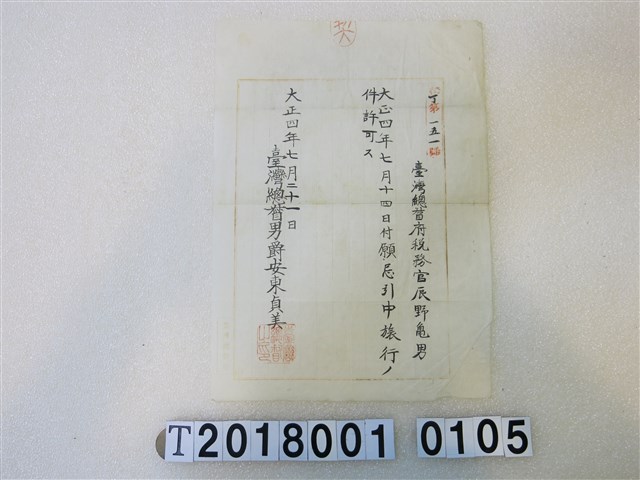 丁第一五一號
臺灣總督府稅務官辰野亀男
大正四年七月十四日付願忌引中旅行ノ
件許可ス
大正四年七月二十一日
臺灣總督男爵安東貞美
T2018001 0105